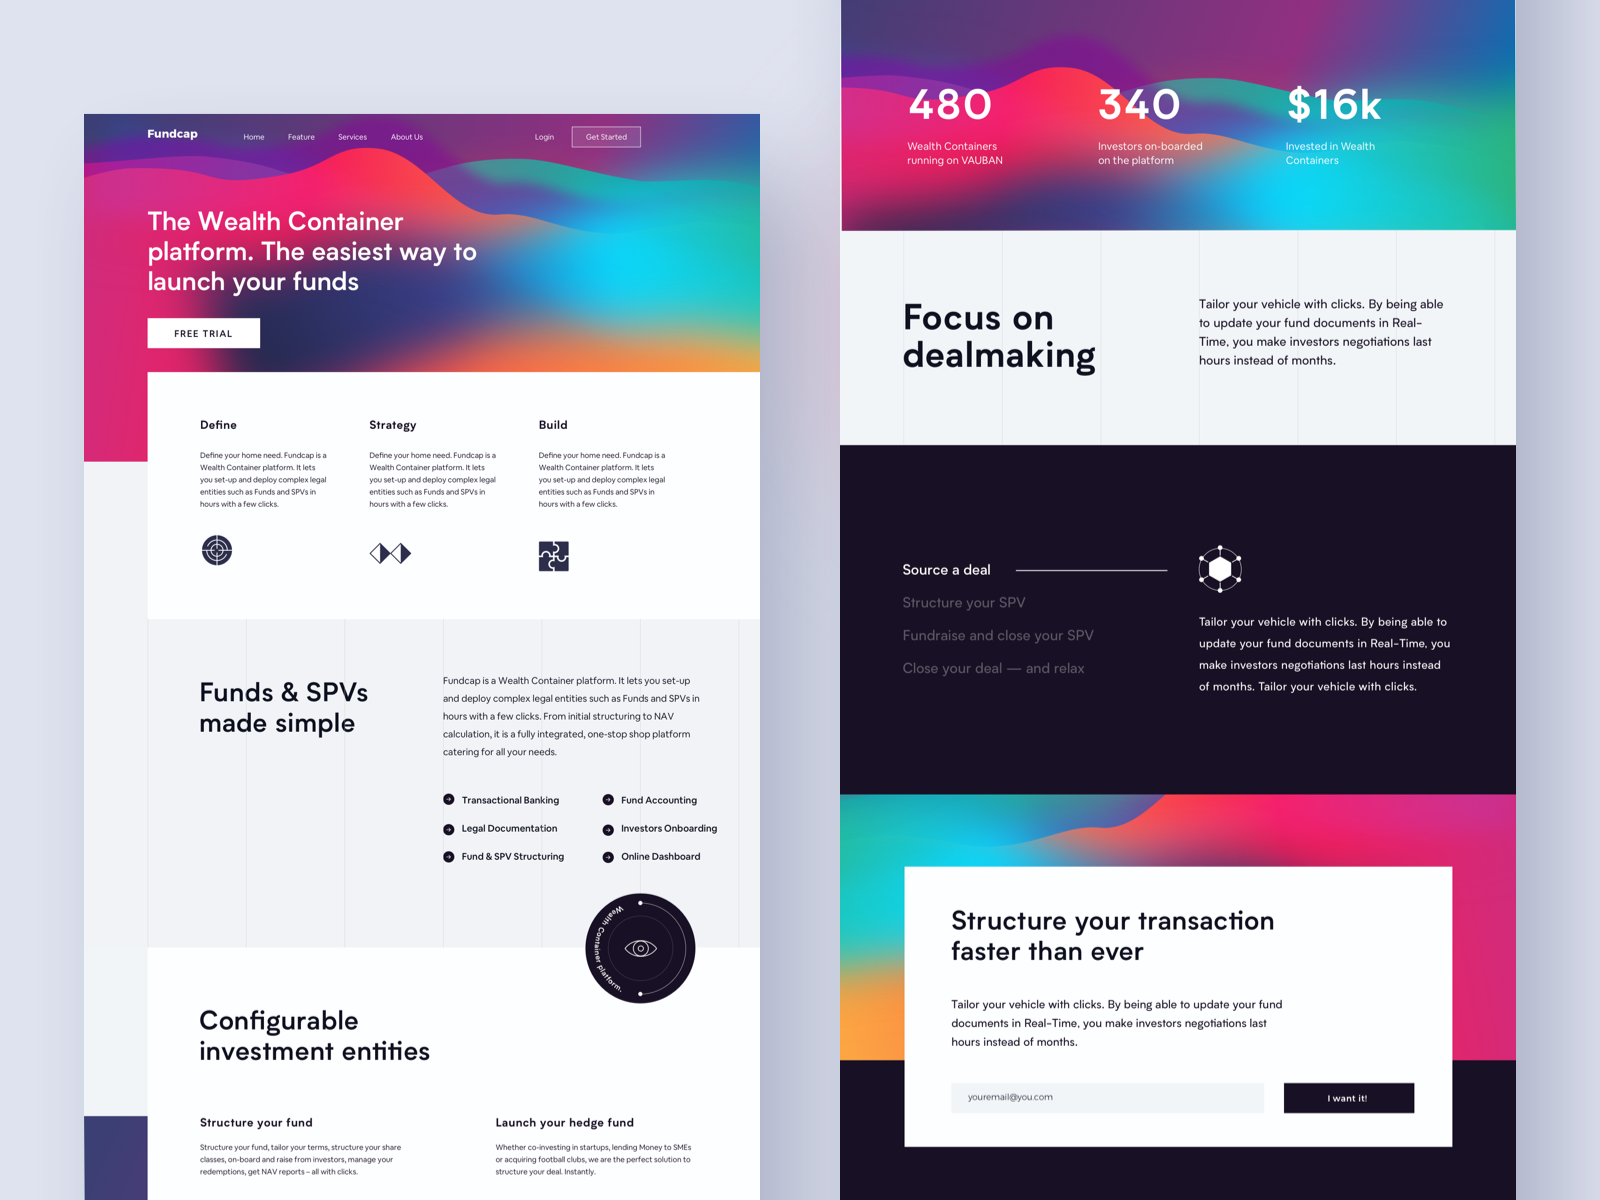 Fundcap
Home
Feature
Services
About Us
Login
Get Started
The Wealth Container
platform. The easiest way to
launch your funds
FREE TRIAL
Define
Define your home need. Fundcap is a
Wealth Container platform. It lets
you set-up and deploy complex legal
entities such as Funds and SPVs in
hours with a few clicks.
Strategy
Define your home need. Fundcap is a
Wealth Container platform. It lets
you set-up and deploy complex legal
entities such as Funds and SPVs in
hours with a few clicks.
Build
Define your home need. Fundcap is a
Wealth Container platform. It lets
you set-up and deploy complex legal
entities such as Funds and SPVs in
hours with a few clicks.
Funds & SPVs
made simple
Fundcap is a Wealth Container platform. It lets you set-up
and deploy complex legal entities such as Funds and SPVs in
hours with a few clicks. From initial structuring to NAV
calculation, it is a fully integrated, one-stop shop platform
catering for all your needs.
Transactional Banking
Fund Accounting
Legal Documentation
Investors Onboarding
Fund & SPV Structuring
Online Dashboard
Wealth Container platform.
Configurable
investment entities
Structure your fund
Structure your fund, tailor your terms, structure your share
classes, on-board and raise from investors, manage your
redemptions, get NAV reports – all with clicks.
Launch your hedge fund
Whether co-investing in startups, lending Money to SMEs
or acquiring football clubs, we are the perfect solution to
structure your deal. Instantly.
480
Wealth Containers
running on VAUBAN
340
Investors on-boarded
on the platform
$16k
Invested in Wealth
Containers
Focus on
dealmaking
Tailor your vehicle with clicks. By being able
to update your fund documents in Real-
Time, you make investors negotiations last
hours instead of months.
Source a deal
Structure your SPV
Fundraise and close your SPV
Close your deal — and relax
Tailor your vehicle with clicks. By being able to
update your fund documents in Real-Time, you
make investors negotiations last hours instead
of months. Tailor your vehicle with clicks.
Structure your transaction
faster than ever
Tailor your vehicle with clicks. By being able to update your fund
documents in Real-Time, you make investors negotiations last
hours instead of months.
youremail@you.com
I want it!